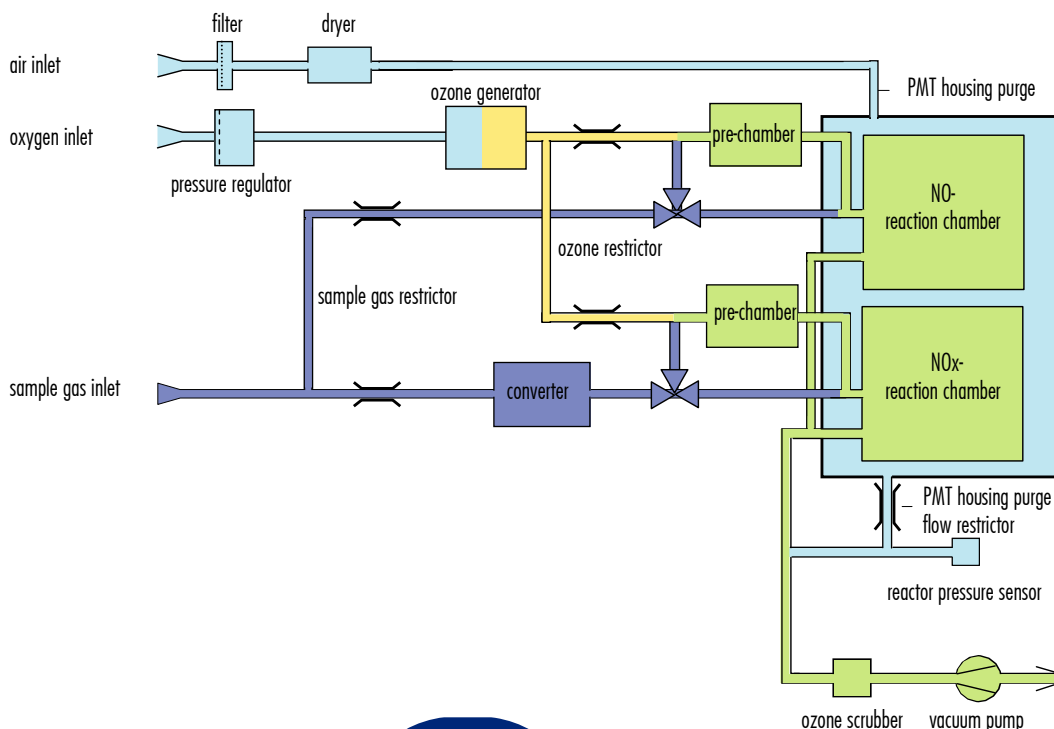 filter
dryer
air inlet
PMT housing purge
ozone generator
oxygen inlet
pre-chamber
pressure regulator
NO-
reaction chamber
ozone restrictor
sample gas restrictor
pre-chamber
sample gas inlet
converter
NOx-
reaction chamber
PMT housing purge
flow restrictor
reactor pressure sensor
ozone scrubber
vacuum pump